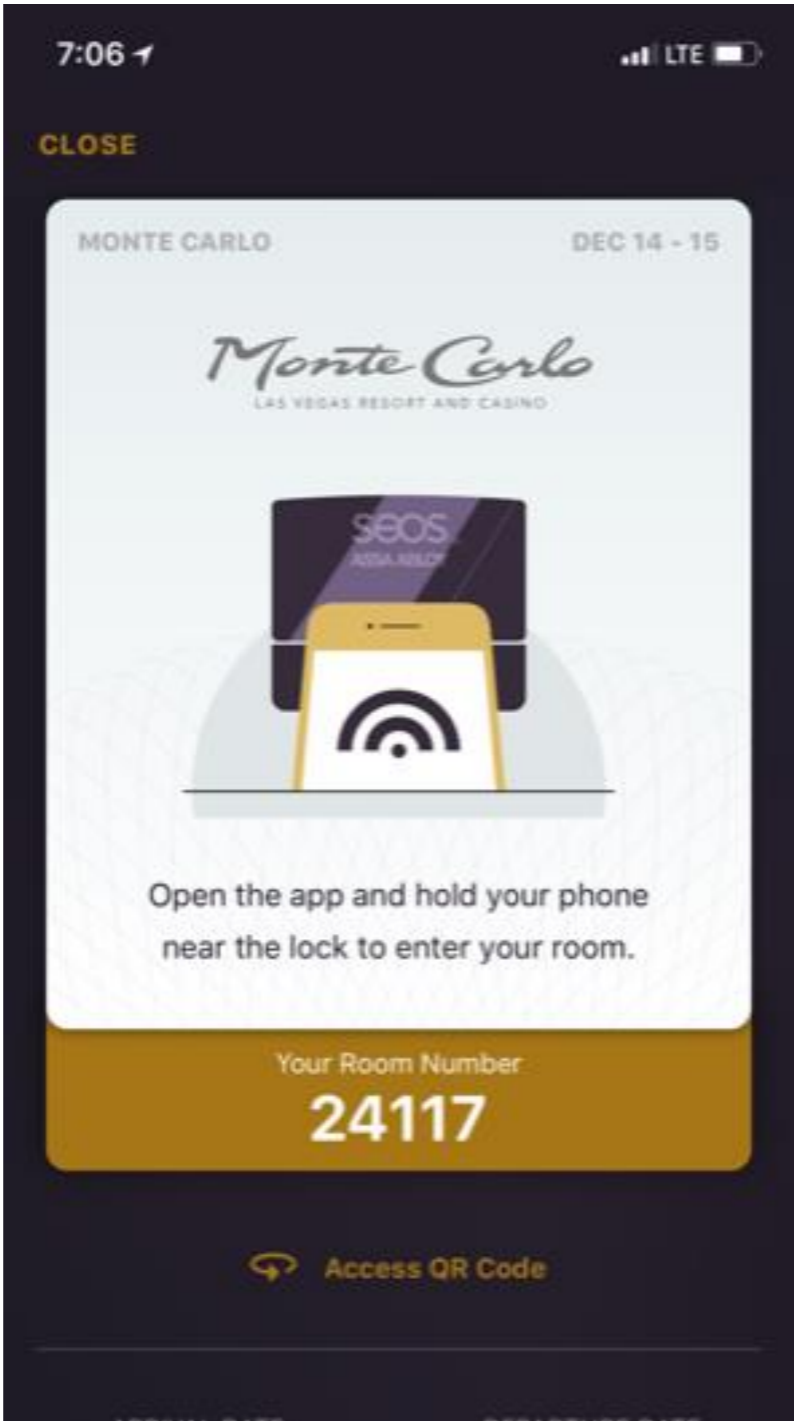 7:06
LTE
CLOSE
MONTE CARLO
DEC 14 - 15
Monte Carlo
LAS VEGAS RESORT AND CASINO
seos
ASSA ABLOY
Open the app and hold your phone
near the lock to enter your room.
Your Room Number
24117
Access QR Code